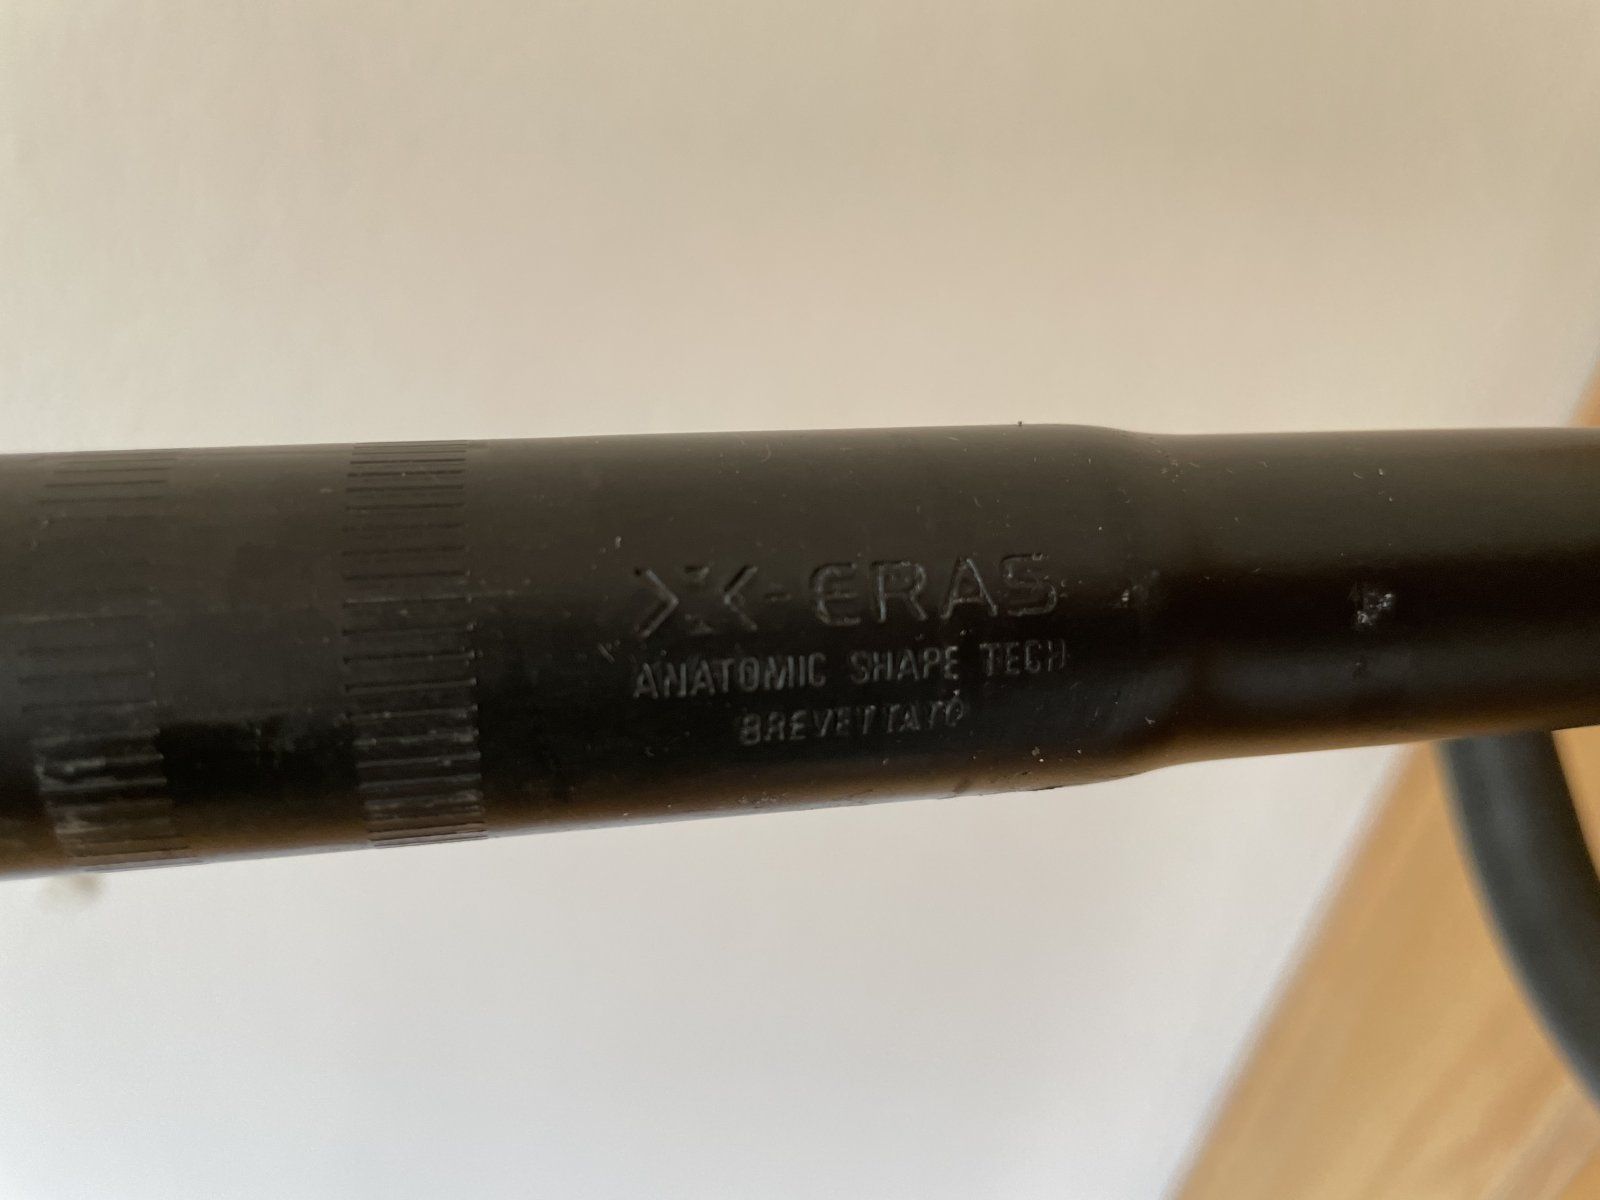 X-ERAS
ANATOMIC SHAPE TECH
BREVETTATO